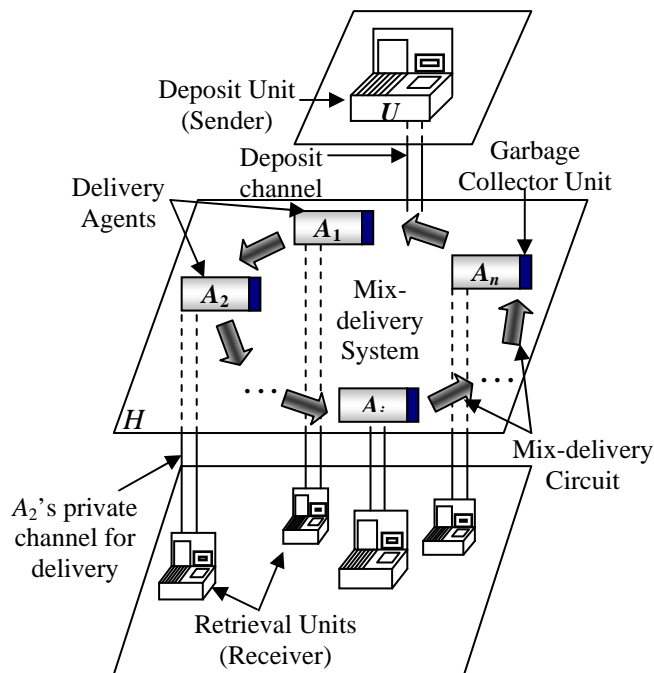 Deposit Unit
(Sender)
U
Deposit
channel
Garbage
Collector Unit
Delivery
Agents
A1
A2
An
Mix-
delivery
System
...
....
H
Mix-delivery
Circuit
A2's private
channel for
delivery
Retrieval Units
(Receiver)